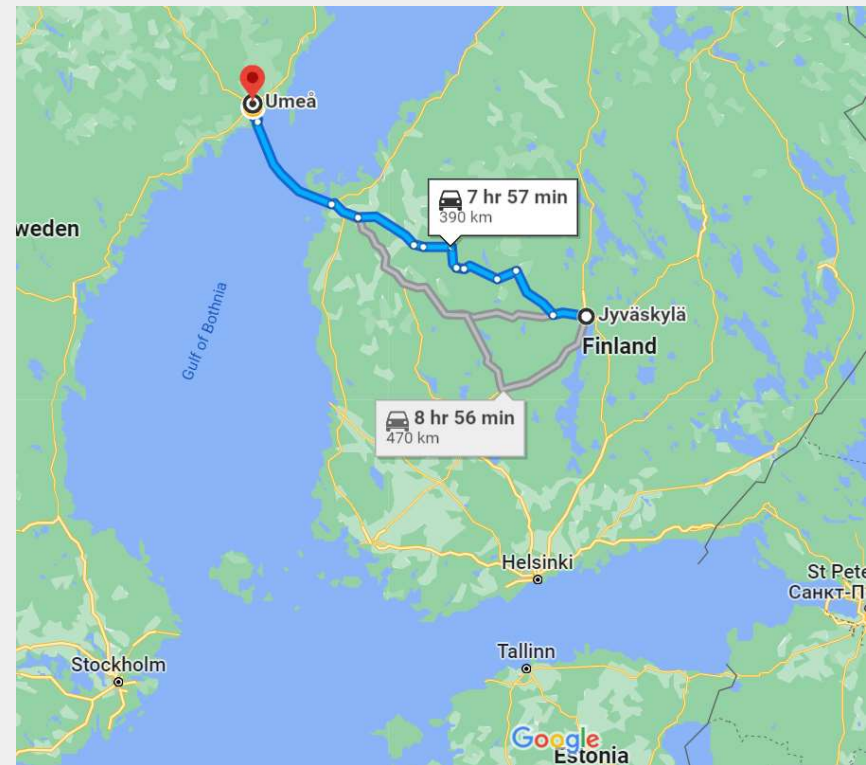 Umeå
7 hr 57 min
390 km
weden
Gulf of Bothnia
Jyväskylä
Finland
8 hr 56 min
470 km
Helsinki
St Pete
Санкт-П
Stockholm
Tallinn
Google
Estonia